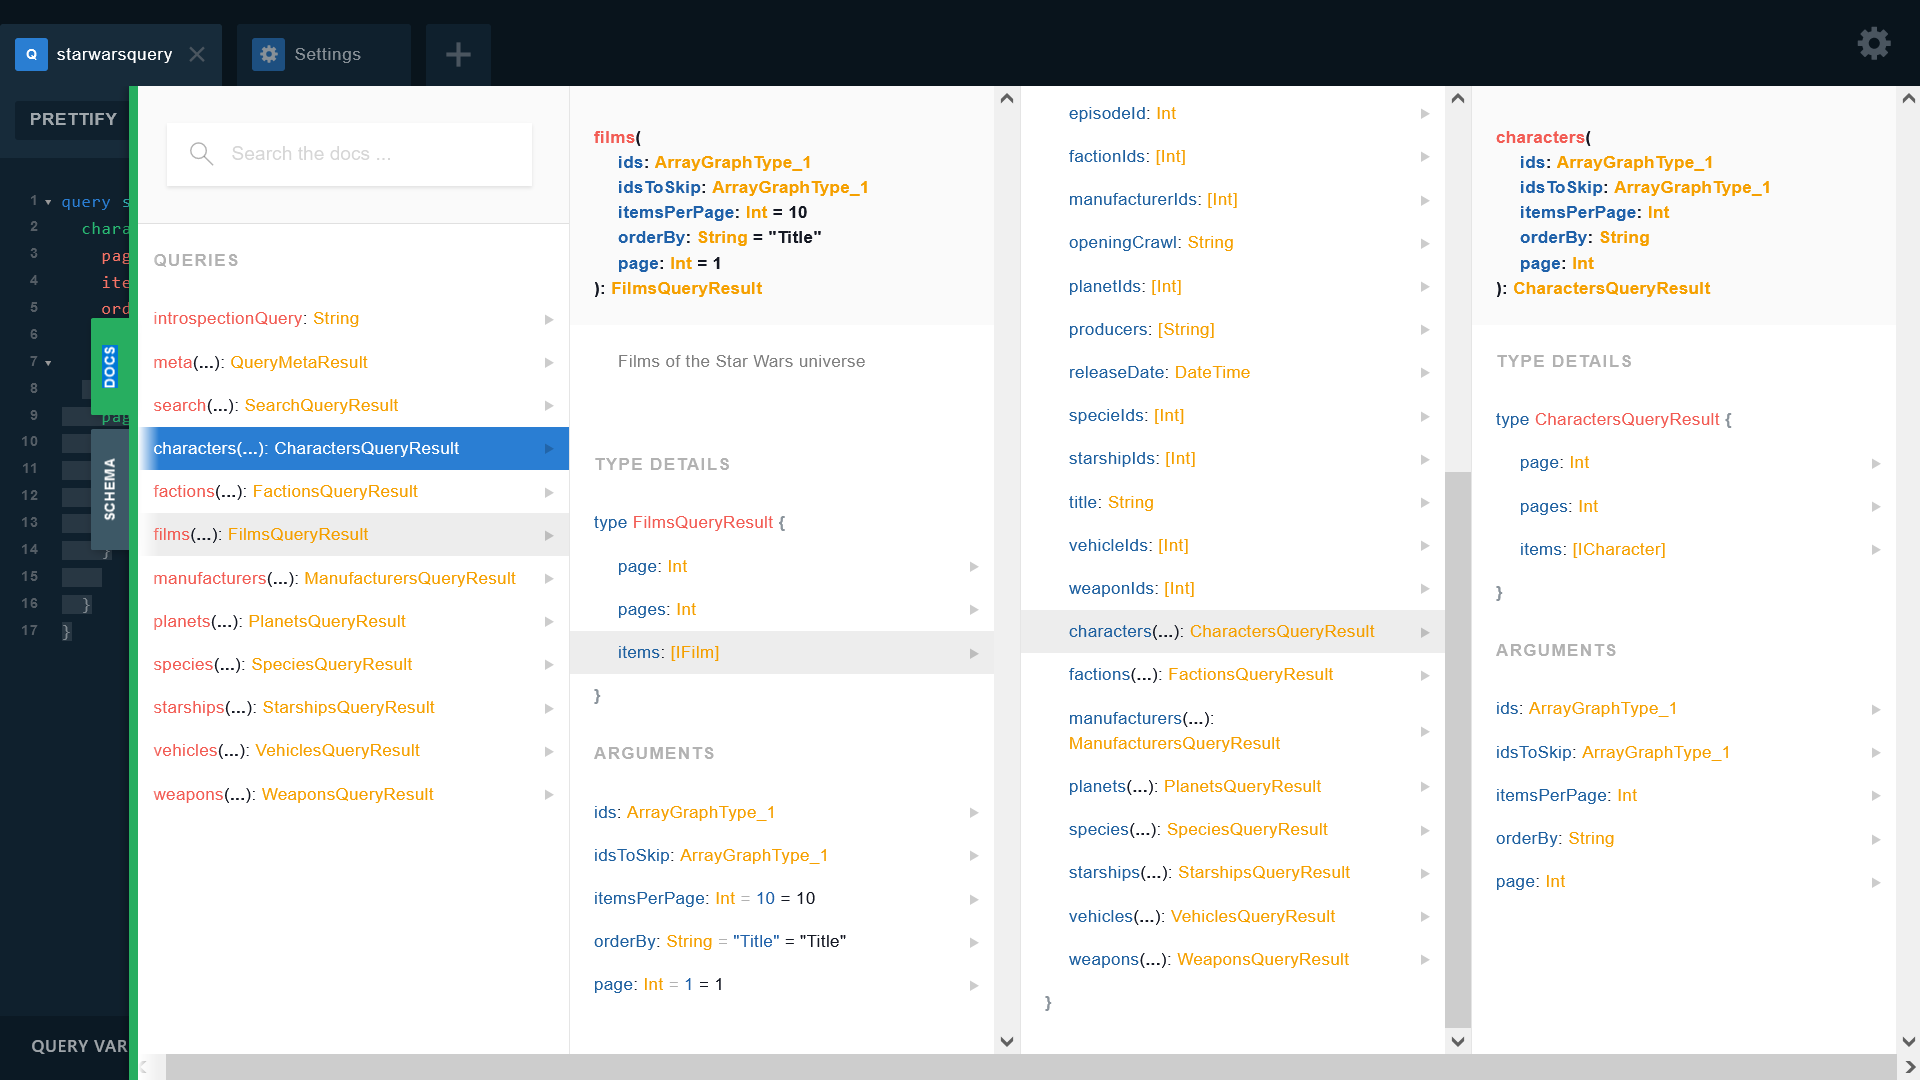 Q starwarsquery
Settings
PRETTIFY
1 query s
2 chara
3 pag
4 ite
5 ord
6
7
8
9 pag
10
11
12
13
14 }
15
16 }
17 }
DOCS
SCHEMA
QUERY VAR
Search the docs ...
QUERIES
introspectionQuery: String
meta(...): QueryMetaResult
search(...): SearchQueryResult
characters(...): CharactersQueryResult
factions(...): FactionsQueryResult
films(...): FilmsQueryResult
manufacturers(...): ManufacturersQueryResult
planets(...): PlanetsQueryResult
species(...): SpeciesQueryResult
starships(...): StarshipsQueryResult
vehicles(...): VehiclesQueryResult
weapons(...): WeaponsQueryResult
films(
ids: ArrayGraphType_1
idsToSkip: ArrayGraphType_1
itemsPerPage: Int = 10
orderBy: String = "Title"
page: Int = 1
): FilmsQueryResult
Films of the Star Wars universe
TYPE DETAILS
type FilmsQueryResult {
page: Int
pages: Int
items: [IFilm]
}
ARGUMENTS
ids: ArrayGraphType_1
idsToSkip: ArrayGraphType_1
itemsPerPage: Int = 10 = 10
orderBy: String = "Title" = "Title"
page: Int = 1 = 1
episodeId: Int
factionIds: [Int]
manufacturerIds: [Int]
openingCrawl: String
planetIds: [Int]
producers: [String]
releaseDate: DateTime
specieIds: [Int]
starshipIds: [Int]
title: String
vehicleIds: [Int]
weaponIds: [Int]
characters(...): CharactersQueryResult
factions(...): FactionsQueryResult
manufacturers(...):
ManufacturersQueryResult
planets(...): PlanetsQueryResult
species(...): SpeciesQueryResult
starships(...): StarshipsQueryResult
vehicles(...): VehiclesQueryResult
weapons(...): WeaponsQueryResult
}
characters(
ids: ArrayGraphType_1
idsToSkip: ArrayGraphType_1
itemsPerPage: Int
orderBy: String
page: Int
): CharactersQueryResult
TYPE DETAILS
type CharactersQueryResult {
page: Int
pages: Int
items: [ICharacter]
}
ARGUMENTS
ids: ArrayGraphType_1
idsToSkip: ArrayGraphType_1
itemsPerPage: Int
orderBy: String
page: Int